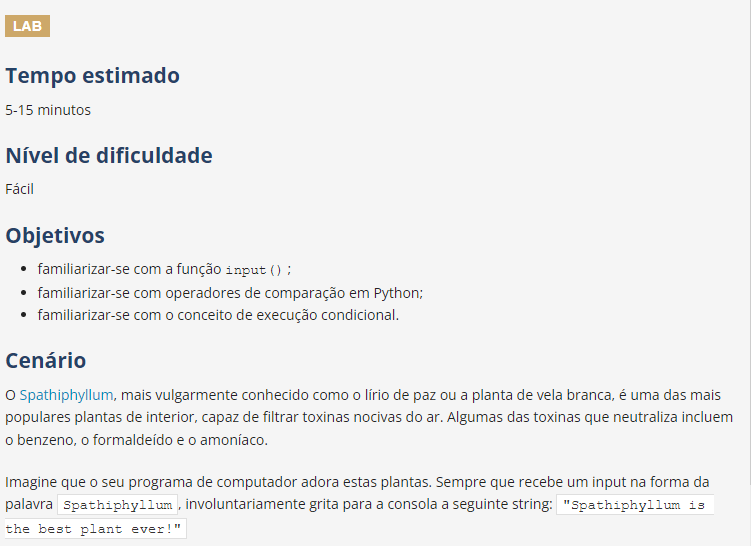 LAB
Tempo estimado
5-15 minutos
Nível de dificuldade
Fácil
Objetivos
• familiarizar-se com a função input() ;
• familiarizar-se com operadores de comparação em Python;
• familiarizar-se com o conceito de execução condicional.
Cenário
O Spathiphyllum, mais vulgarmente conhecido como o lírio de paz ou a planta de vela branca, é uma das mais
populares plantas de interior, capaz de filtrar toxinas nocivas do ar. Algumas das toxinas que neutraliza incluem
o benzeno, o formaldeído e o amoníaco.
Imagine que o seu programa de computador adora estas plantas. Sempre que recebe um input na forma da
palavra Spathiphyllum, involuntariamente grita para a consola a seguinte string: "Spathiphyllum is
the best plant ever!"